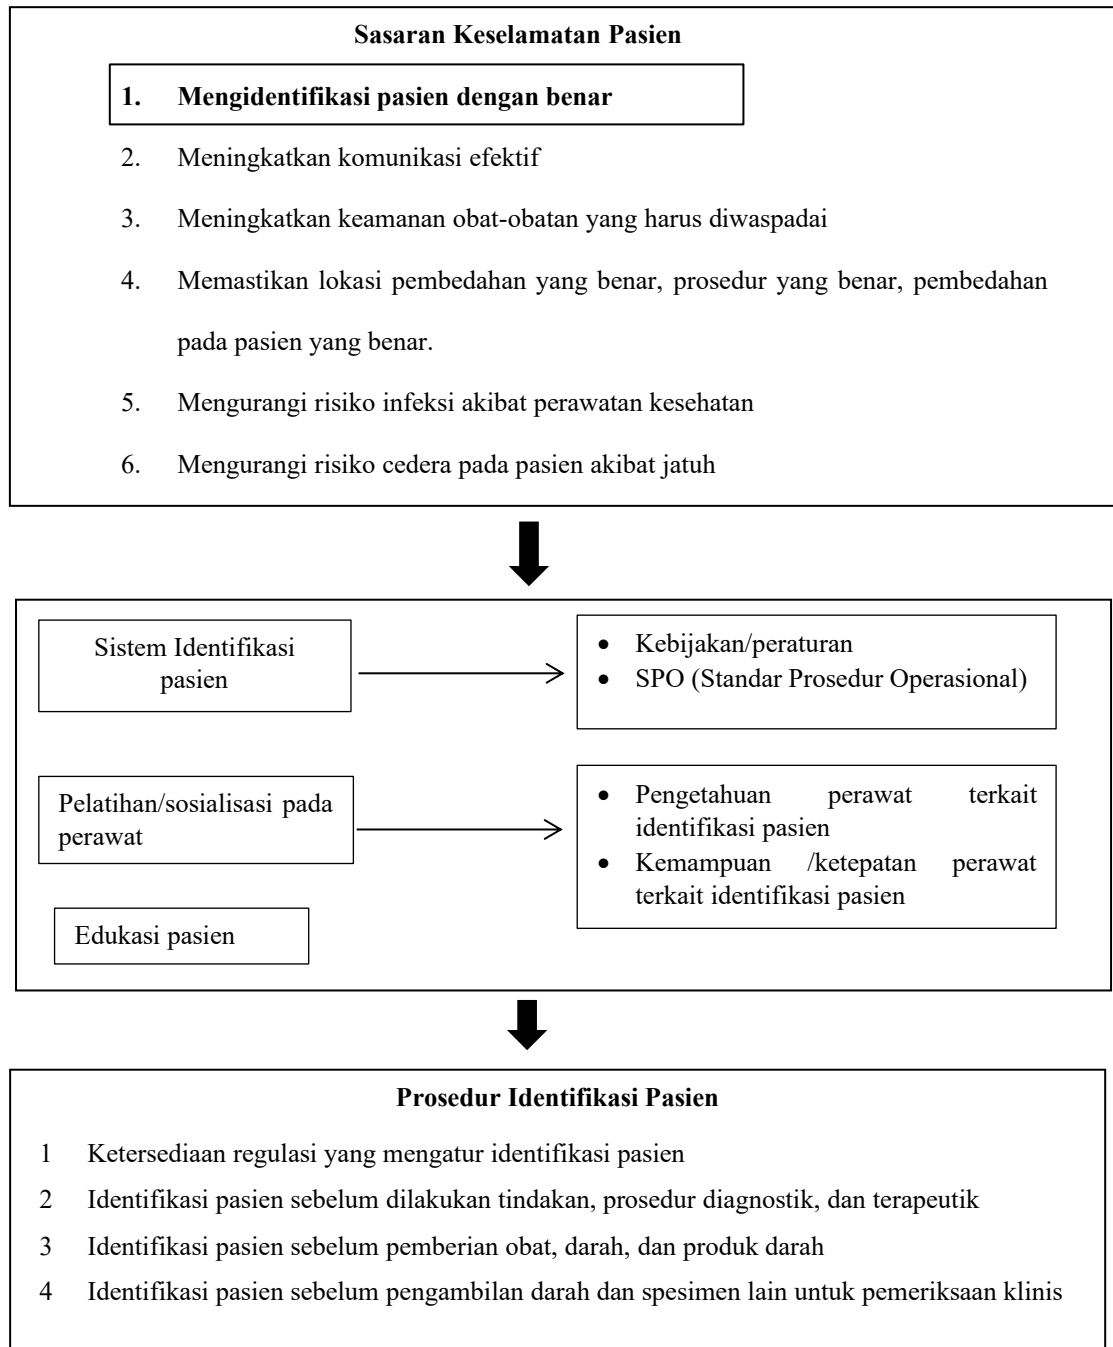 Sasaran Keselamatan Pasien
1. Mengidentifikasi pasien dengan benar
2. Meningkatkan komunikasi efektif
3. Meningkatkan keamanan obat-obatan yang harus diwaspadai
4. Memastikan lokasi pembedahan yang benar, prosedur yang benar, pembedahan
pada pasien yang benar.
5. Mengurangi risiko infeksi akibat perawatan kesehatan
6. Mengurangi risiko cedera pada pasien akibat jatuh
Sistem Identifikasi
pasien
• Kebijakan/peraturan
• SPO (Standar Prosedur Operasional)
Pelatihan/sosialisasi pada
perawat
• Pengetahuan perawat terkait
identifikasi pasien
• Kemampuan /ketepatan perawat
terkait identifikasi pasien
Edukasi pasien
Prosedur Identifikasi Pasien
1 Ketersediaan regulasi yang mengatur identifikasi pasien
2 Identifikasi pasien sebelum dilakukan tindakan, prosedur diagnostik, dan terapeutik
3 Identifikasi pasien sebelum pemberian obat, darah, dan produk darah
4 Identifikasi pasien sebelum pengambilan darah dan spesimen lain untuk pemeriksaan klinis